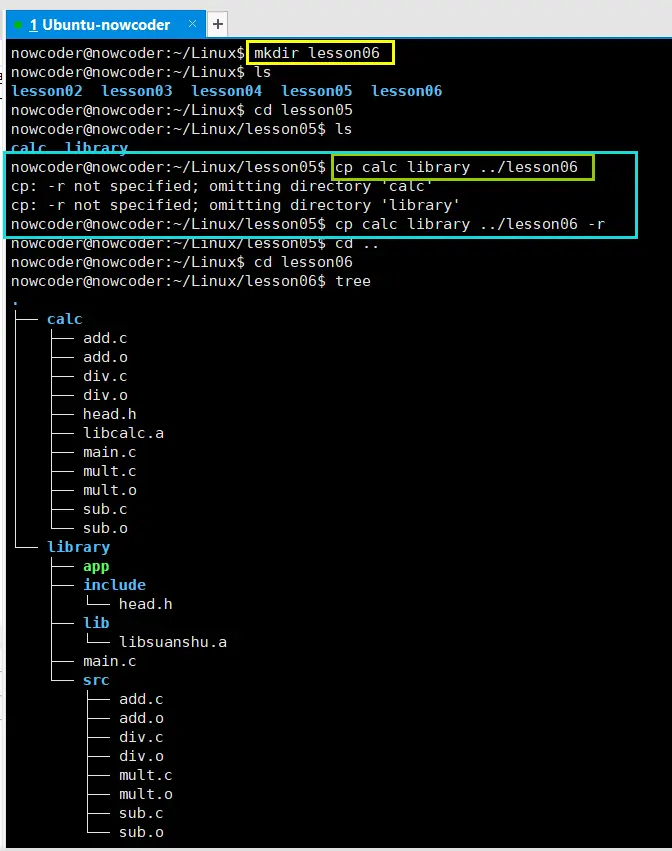 1 Ubuntu-nowcoder × +
nowcoder@nowcoder:~/Linux$ mkdir lesson06
nowcoder@nowcoder:~/Linux$ ls
lesson02  lesson03  lesson04  lesson05  lesson06
nowcoder@nowcoder:~/Linux$ cd lesson05
nowcoder@nowcoder:~/Linux/lesson05$ ls
calc  library
nowcoder@nowcoder:~/Linux/lesson05$ cp calc library ../lesson06
cp: -r not specified; omitting directory 'calc'
cp: -r not specified; omitting directory 'library'
nowcoder@nowcoder:~/Linux/lesson05$ cp calc library ../lesson06 -r
nowcoder@nowcoder:~/Linux/lesson05$ cd ..
nowcoder@nowcoder:~/Linux$ cd lesson06
nowcoder@nowcoder:~/Linux/lesson06$ tree
.
├── calc
│   ├── add.c
│   ├── add.o
│   ├── div.c
│   ├── div.o
│   ├── head.h
│   ├── libcalc.a
│   ├── main.c
│   ├── mult.c
│   ├── mult.o
│   ├── sub.c
│   └── sub.o
└── library
    ├── app
    ├── include
    │   └── head.h
    ├── lib
    │   └── libsuanshu.a
    ├── main.c
    └── src
        ├── add.c
        ├── add.o
        ├── div.c
        ├── div.o
        ├── mult.c
        ├── mult.o
        ├── sub.c
        └── sub.o